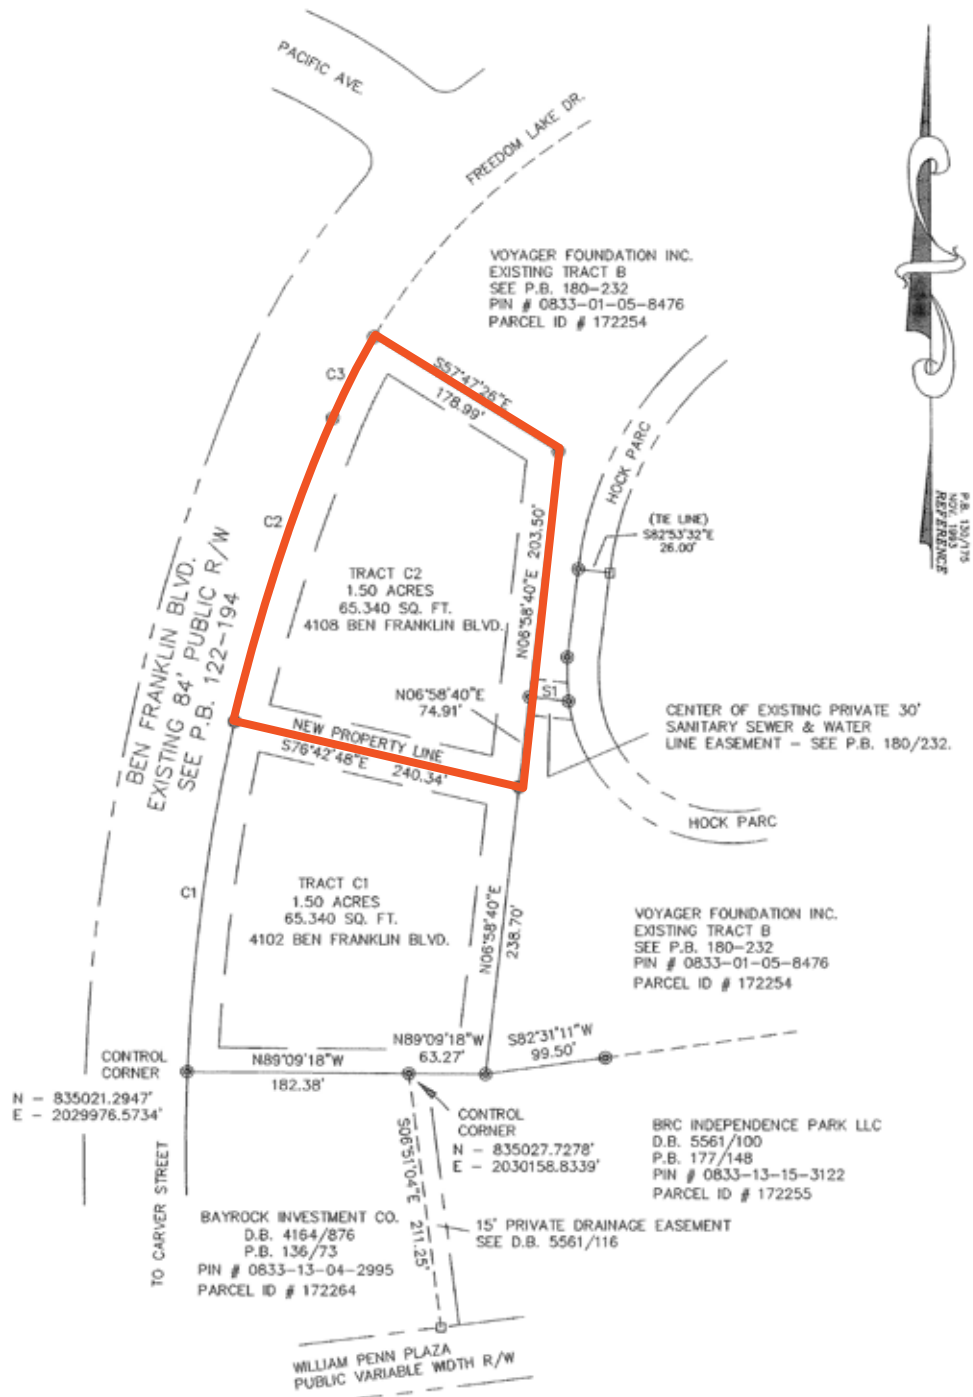 PACIFIC AVE.
FREEDOM LAKE DR.
VOYAGER FOUNDATION INC.
EXISTING TRACT B
SEE P.B. 180-232
PIN # 0833-01-05-8476
PARCEL ID # 172254
P.B. 130/175
NOV. 1993
REFERENCE
C3
S57°47'26"E
178.99'
HOCK PARC
(TIE LINE)
S82°53'32"E
26.00'
C2
BEN FRANKLIN BLVD.
EXISTING 84' PUBLIC R/W
SEE P.B. 122-194
TRACT C2
1.50 ACRES
65.340 SQ. FT.
4108 BEN FRANKLIN BLVD.
N06°58'40"E 203.50'
N06°58'40"E
74.91'
S1
CENTER OF EXISTING PRIVATE 30'
SANITARY SEWER & WATER
LINE EASEMENT - SEE P.B. 180/232.
NEW PROPERTY LINE
S76°42'48"E
240.34'
HOCK PARC
C1
TRACT C1
1.50 ACRES
65.340 SQ. FT.
4102 BEN FRANKLIN BLVD.
N06°58'40"E
238.70'
VOYAGER FOUNDATION INC.
EXISTING TRACT B
SEE P.B. 180-232
PIN # 0833-01-05-8476
PARCEL ID # 172254
CONTROL
CORNER
N - 835021.2947'
E - 2029976.5734'
N89°09'18"W
182.38'
N89°09'18"W
63.27'
S82°31'11"W
99.50'
CONTROL
CORNER
N - 835027.7278'
E - 2030158.8339'
S06°51'04"E 211.25'
BRC INDEPENDENCE PARK LLC
D.B. 5561/100
P.B. 177/148
PIN # 0833-13-15-3122
PARCEL ID # 172255
TO CARVER STREET
BAYROCK INVESTMENT CO.
D.B. 4164/876
P.B. 136/73
PIN # 0833-13-04-2995
PARCEL ID # 172264
15' PRIVATE DRAINAGE EASEMENT
SEE D.B. 5561/116
WILLIAM PENN PLAZA
PUBLIC VARIABLE WIDTH R/W